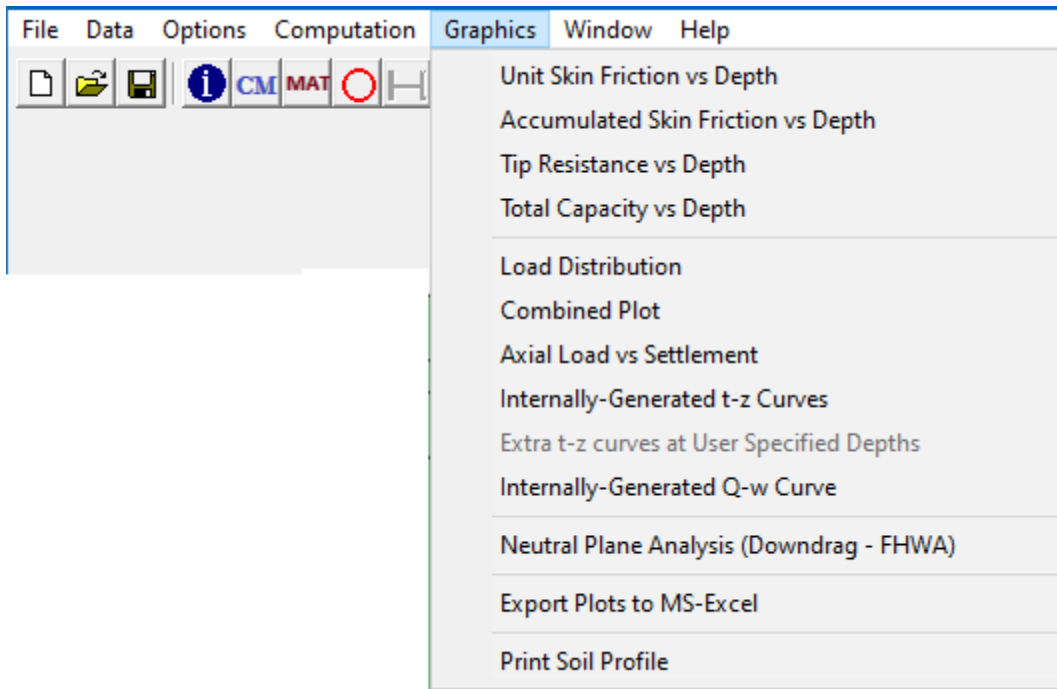 File Data Options Computation Graphics Window Help
i CM MAT
Unit Skin Friction vs Depth
Accumulated Skin Friction vs Depth
Tip Resistance vs Depth
Total Capacity vs Depth
Load Distribution
Combined Plot
Axial Load vs Settlement
Internally-Generated t-z Curves
Extra t-z curves at User Specified Depths
Internally-Generated Q-w Curve
Neutral Plane Analysis (Downdrag - FHWA)
Export Plots to MS-Excel
Print Soil Profile